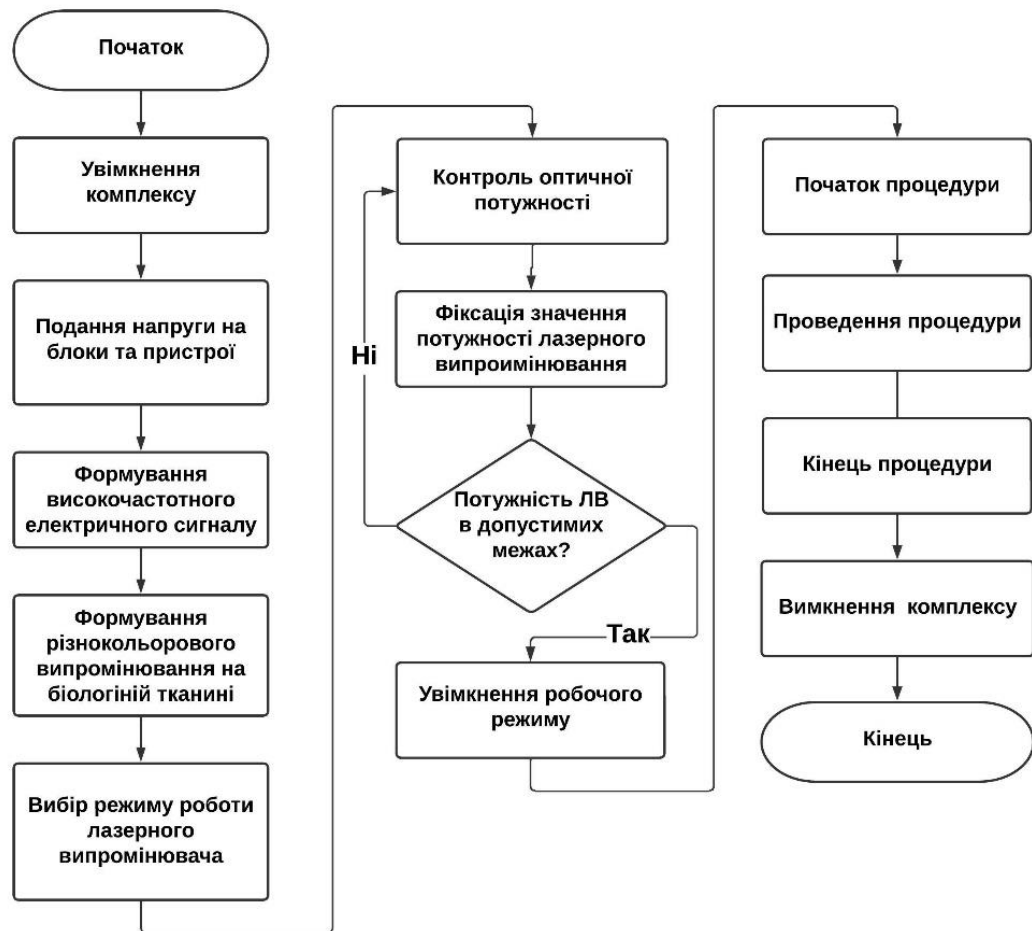 Початок
Увімкнення
комплексу
Подання напруги на
блоки та пристрої
Формування
високочастотного
електричного сигналу
Формування
різнокольорового
випромінювання на
біологіній тканині
Вибір режиму роботи
лазерного
випромінювача
Контроль оптичної
потужності
Фіксація значення
потужності лазерного
випроимінювання
Ні
Потужність ЛВ
в допустимих
межах?
Так
Увімкнення робочого
режиму
Початок процедури
Проведення процедури
Кінець процедури
Вимкнення комплексу
Кінець